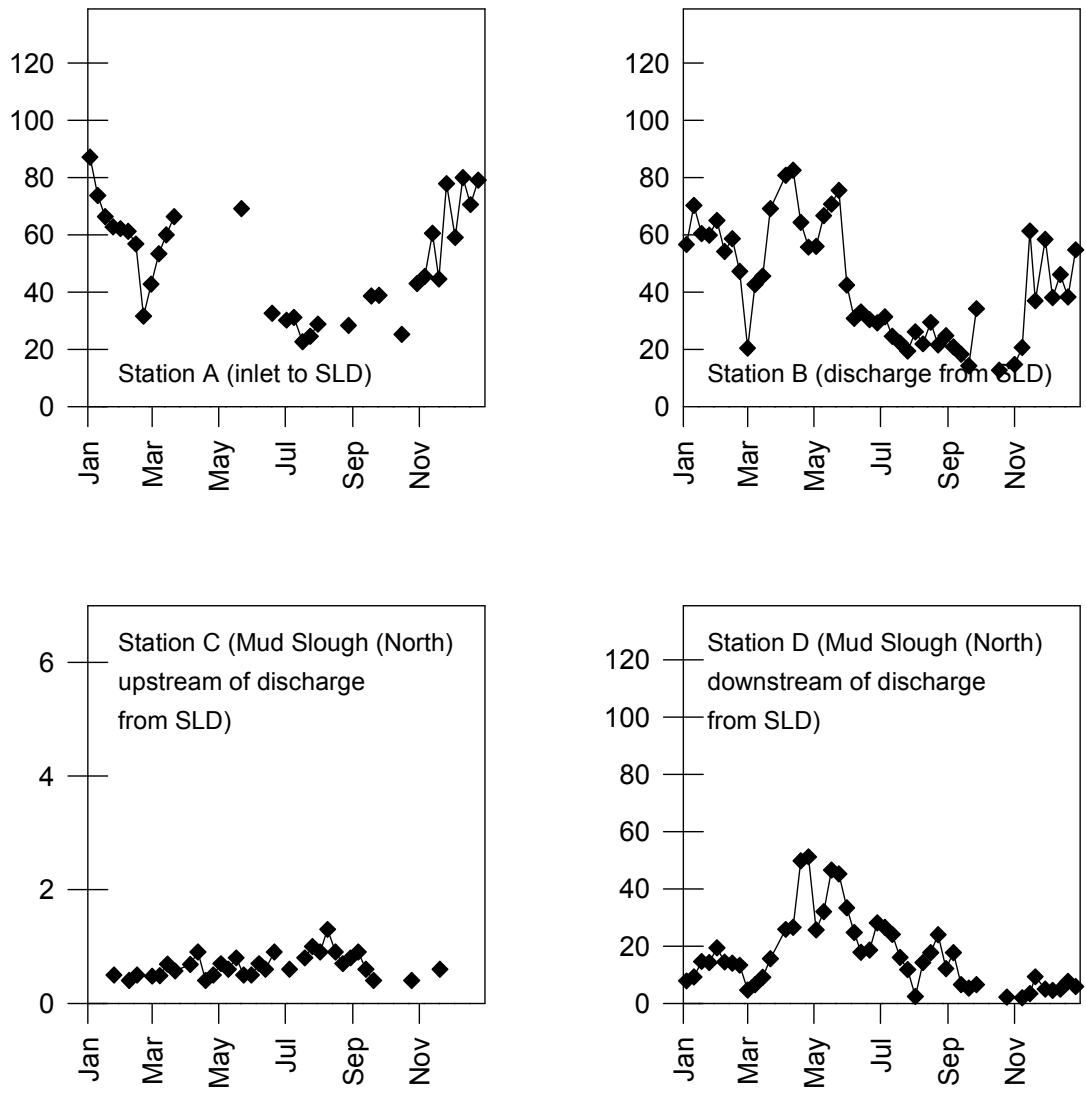 120
100
80
60
40
20
0
Station A (inlet to SLD)
Jan
Mar
May
Jul
Sep
Nov
120
100
80
60
40
20
0
Station B (discharge from SLD)
Jan
Mar
May
Jul
Sep
Nov
Station C (Mud Slough (North)
upstream of discharge
from SLD)
6
4
2
0
Jan
Mar
May
Jul
Sep
Nov
Station D (Mud Slough (North)
downstream of discharge
from SLD)
120
100
80
60
40
20
0
Jan
Mar
May
Jul
Sep
Nov